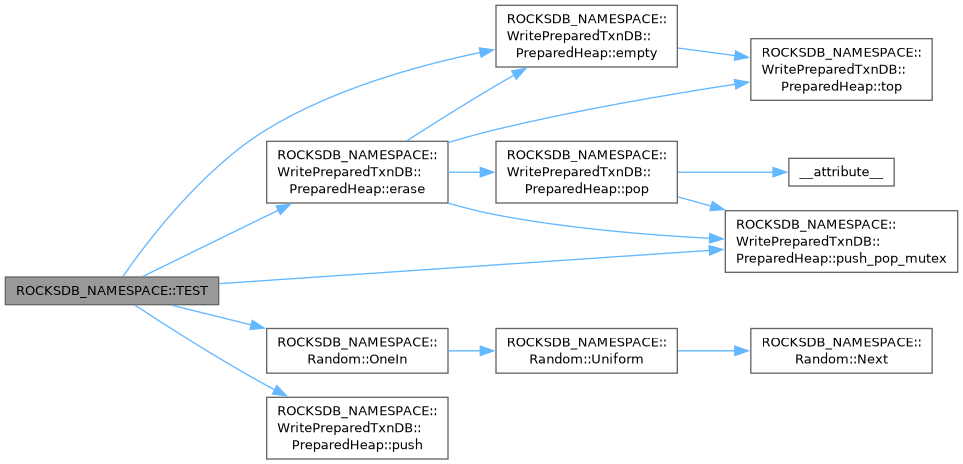 ROCKSDB_NAMESPACE::
WritePreparedTxnDB::
PreparedHeap::empty
ROCKSDB_NAMESPACE::
WritePreparedTxnDB::
PreparedHeap::top
ROCKSDB_NAMESPACE::
WritePreparedTxnDB::
PreparedHeap::erase
ROCKSDB_NAMESPACE::
WritePreparedTxnDB::
PreparedHeap::pop
__attribute__
ROCKSDB_NAMESPACE::
WritePreparedTxnDB::
PreparedHeap::push_pop_mutex
ROCKSDB_NAMESPACE::TEST
ROCKSDB_NAMESPACE::
Random::OneIn
ROCKSDB_NAMESPACE::
Random::Uniform
ROCKSDB_NAMESPACE::
Random::Next
ROCKSDB_NAMESPACE::
WritePreparedTxnDB::
PreparedHeap::push